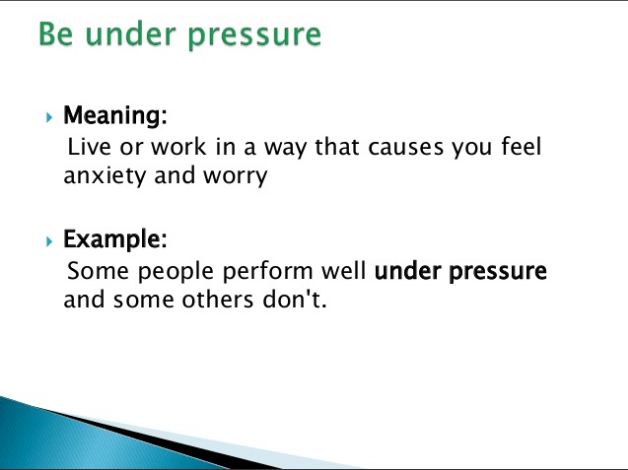 Be under pressure
Meaning:
Live or work in a way that causes you feel
anxiety and worry
Example:
Some people perform well under pressure
and some others don't.